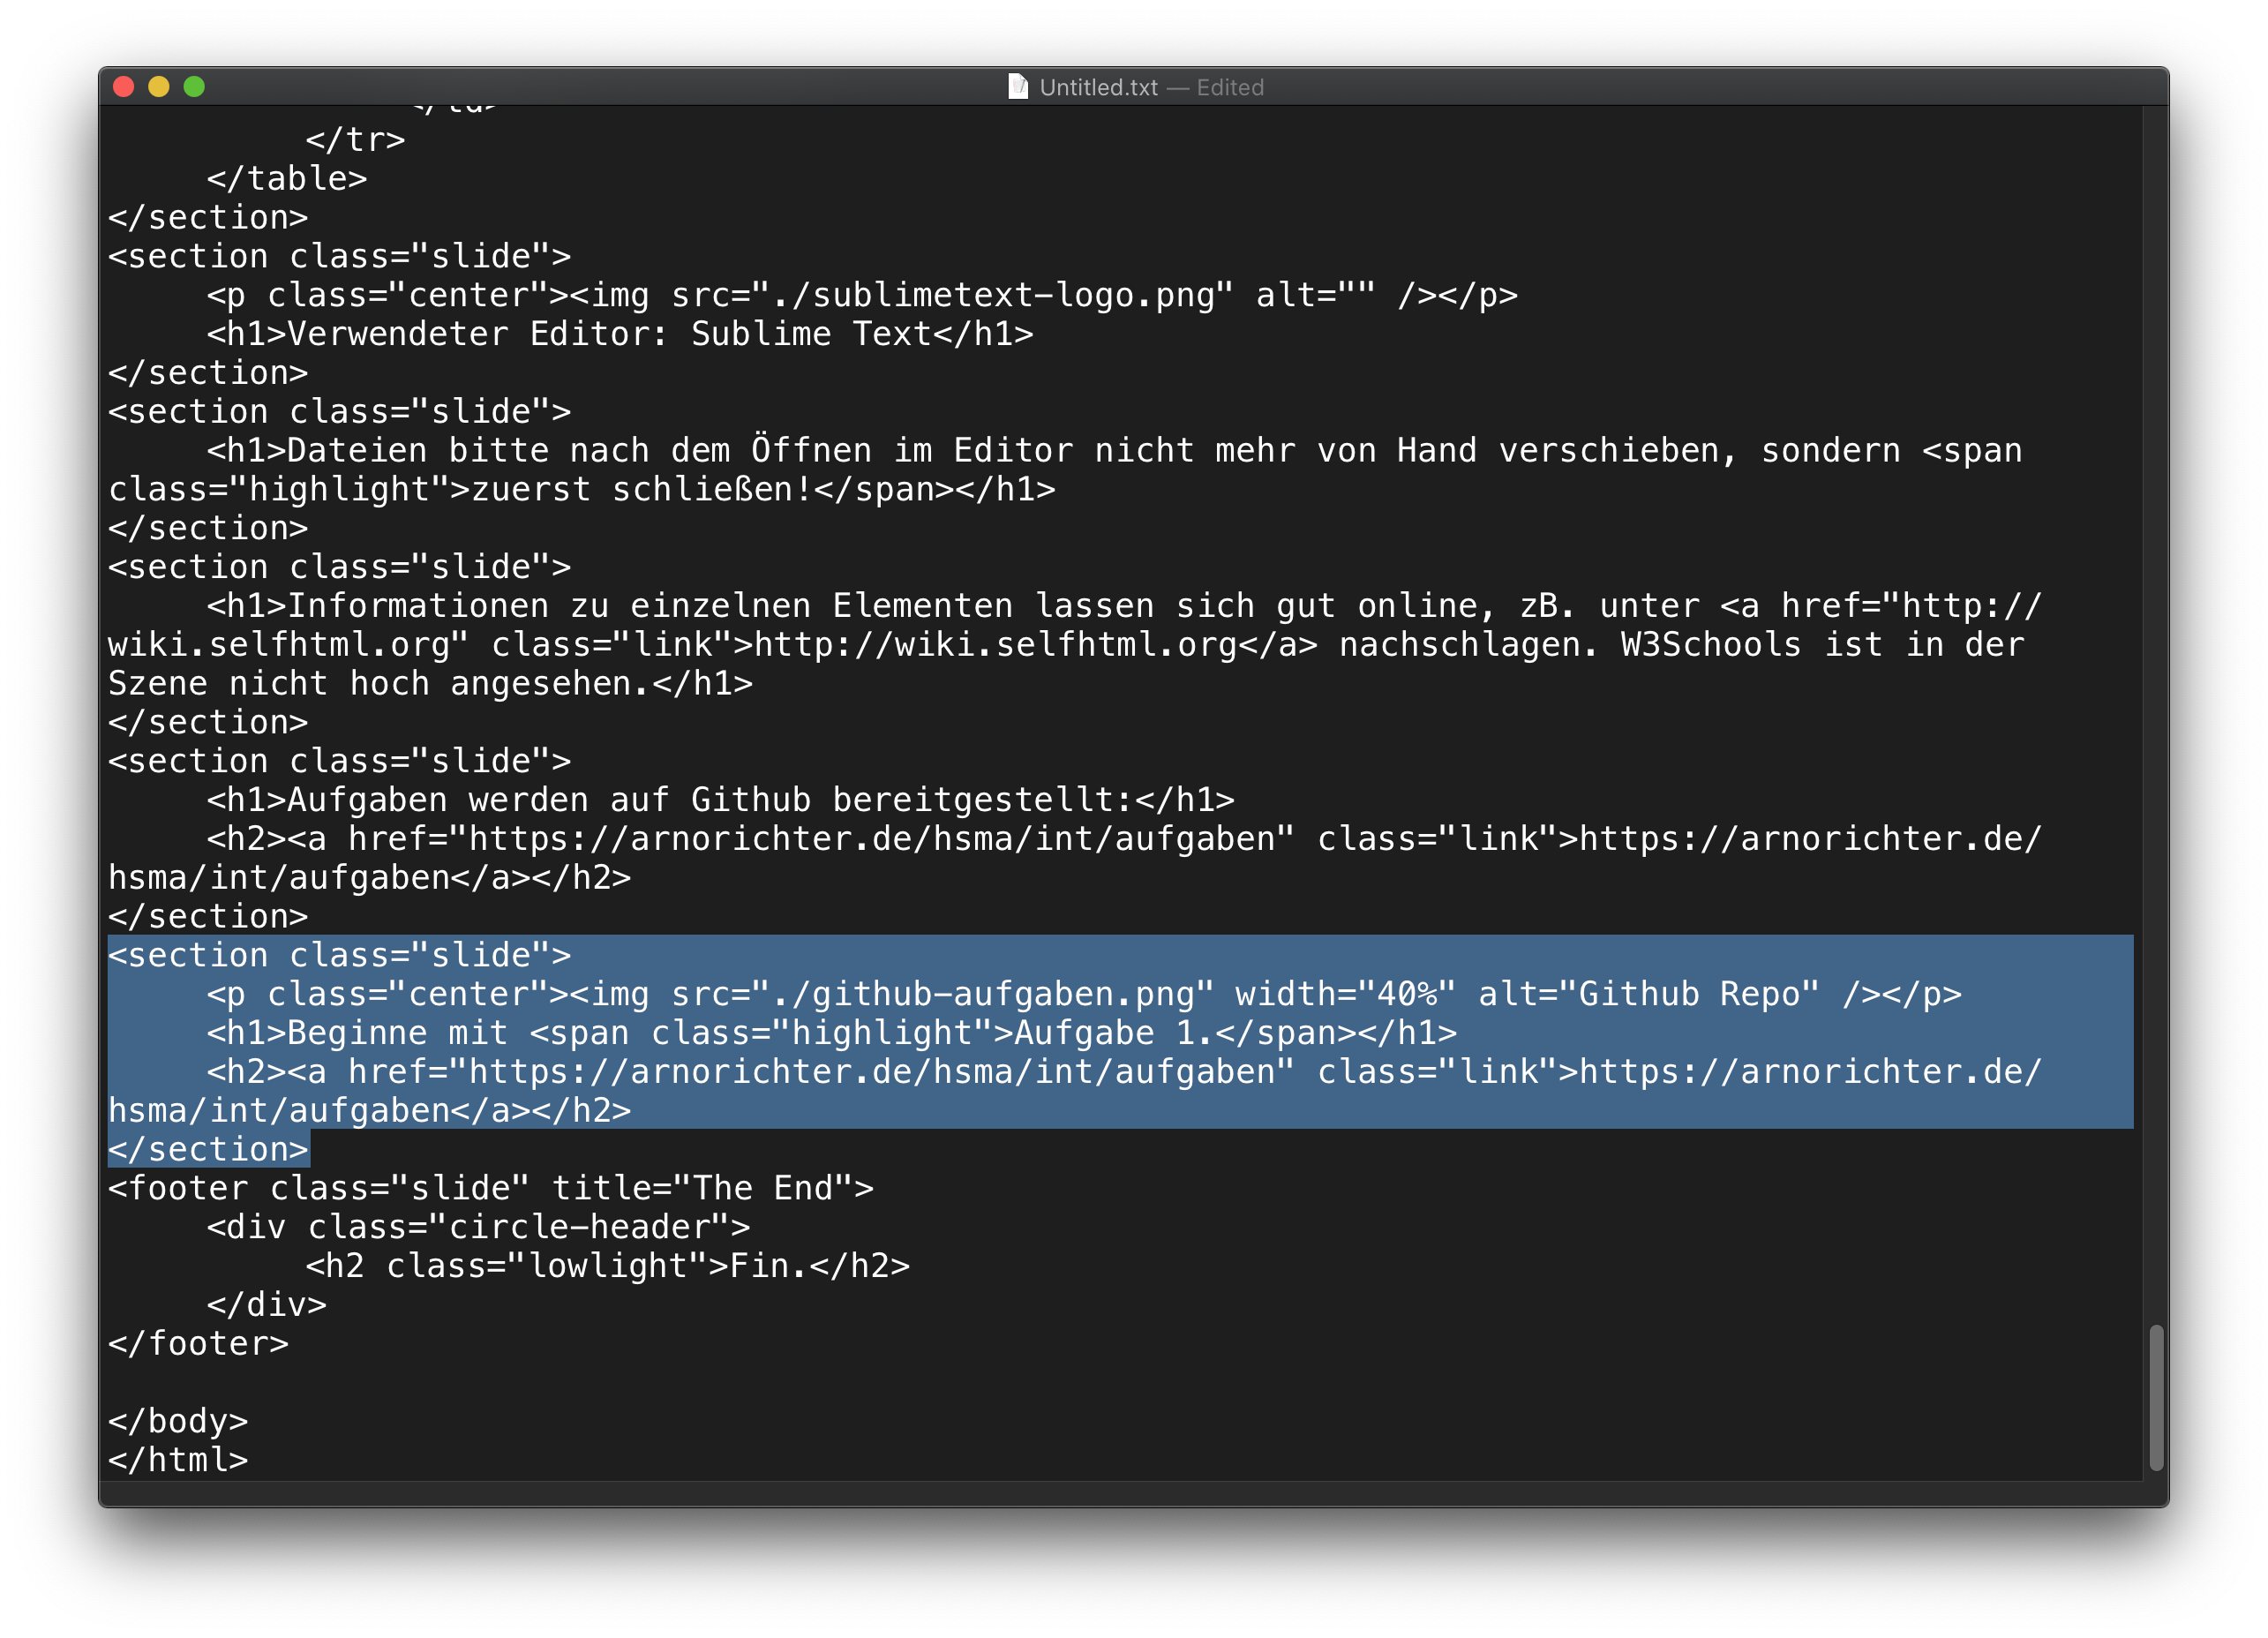 Untitled.txt — Edited
</td>
</tr>
</table>
</section>
<section class="slide">
<p class="center"><img src="./sublimetext-logo.png" alt="" /></p>
<h1>Verwendeter Editor: Sublime Text</h1>
</section>
<section class="slide">
<h1>Dateien bitte nach dem Öffnen im Editor nicht mehr von Hand verschieben, sondern <span
class="highlight">zuerst schließen!</span></h1>
</section>
<section class="slide">
<h1>Informationen zu einzelnen Elementen lassen sich gut online, zB. unter <a href="http://
wiki.selfhtml.org" class="link">http://wiki.selfhtml.org</a> nachschlagen. W3Schools ist in der
Szene nicht hoch angesehen.</h1>
</section>
<section class="slide">
<h1>Aufgaben werden auf Github bereitgestellt:</h1>
<h2><a href="https://arnorichter.de/hsma/int/aufgaben" class="link">https://arnorichter.de/
hsma/int/aufgaben</a></h2>
</section>
<section class="slide">
<p class="center"><img src="./github-aufgaben.png" width="40%" alt="Github Repo" /></p>
<h1>Beginne mit <span class="highlight">Aufgabe 1.</span></h1>
<h2><a href="https://arnorichter.de/hsma/int/aufgaben" class="link">https://arnorichter.de/
hsma/int/aufgaben</a></h2>
</section>
<footer class="slide" title="The End">
<div class="circle-header">
<h2 class="lowlight">Fin.</h2>
</div>
</footer>
</body>
</html>